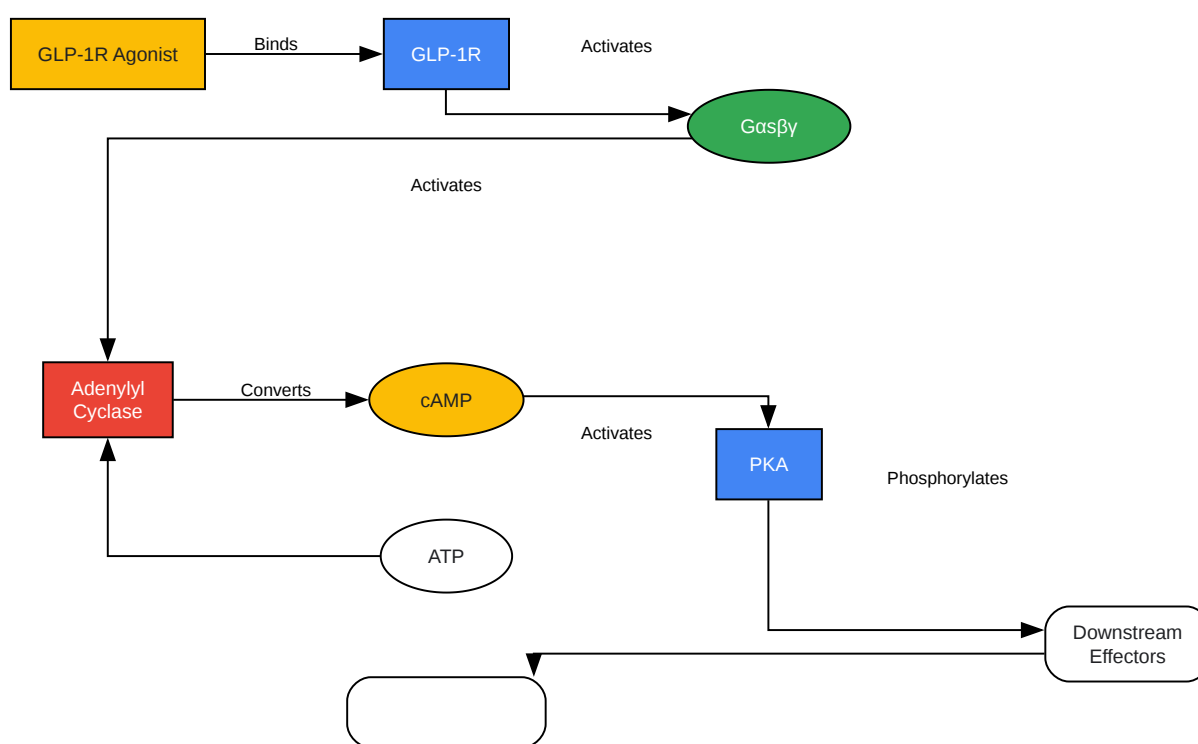 GLP-1R Agonist
Binds
GLP-1R
Activates
Gαsβγ
Activates
Adenylyl
Cyclase
Converts
cAMP
Activates
PKA
Phosphorylates
ATP
Downstream
Effectors